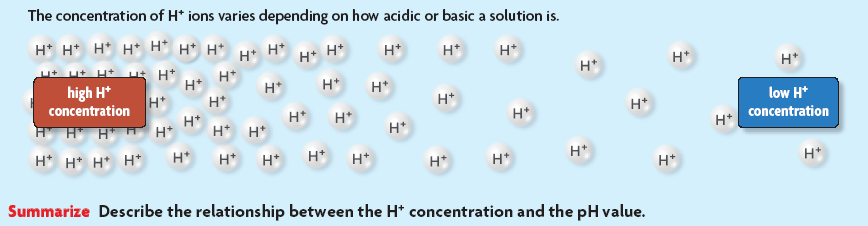 The concentration of H⁺ ions varies depending on how acidic or basic a solution is.
H⁺ H⁺ H⁺ H⁺ H⁺ H⁺ H⁺ H⁺ H⁺ H⁺ H⁺ H⁺ H⁺ H⁺ H⁺ H⁺ H⁺
H⁺ H⁺ H⁺ H⁺ H⁺ H⁺ H⁺ H⁺ H⁺ H⁺
high H⁺
concentration
low H⁺
concentration
H⁺ H⁺ H⁺ H⁺ H⁺ H⁺ H⁺ H⁺ H⁺ H⁺
H⁺ H⁺ H⁺ H⁺ H⁺ H⁺ H⁺ H⁺ H⁺ H⁺
H⁺ H⁺ H⁺ H⁺ H⁺ H⁺ H⁺ H⁺ H⁺ H⁺ H⁺ H⁺ H⁺ H⁺
Summarize Describe the relationship between the H⁺ concentration and the pH value.